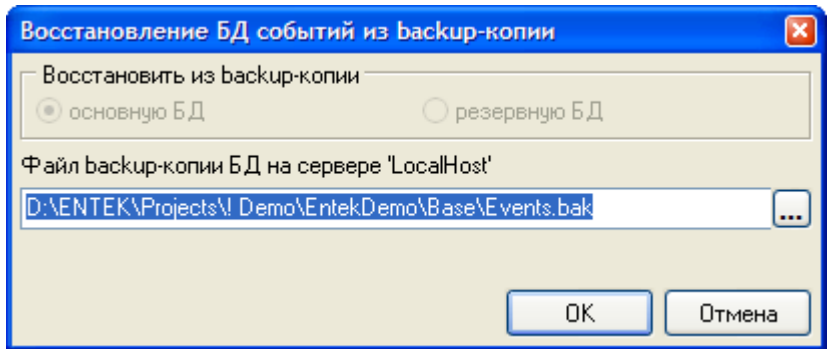 Восстановление БД событий из backup-копии
Восстановить из backup-копии
основную БД резервную БД
Файл backup-копии БД на сервере 'LocalHost'
D:\ENTEK\Projects\! Demo\EntekDemo\Base\Events.bak ...
OK Отмена